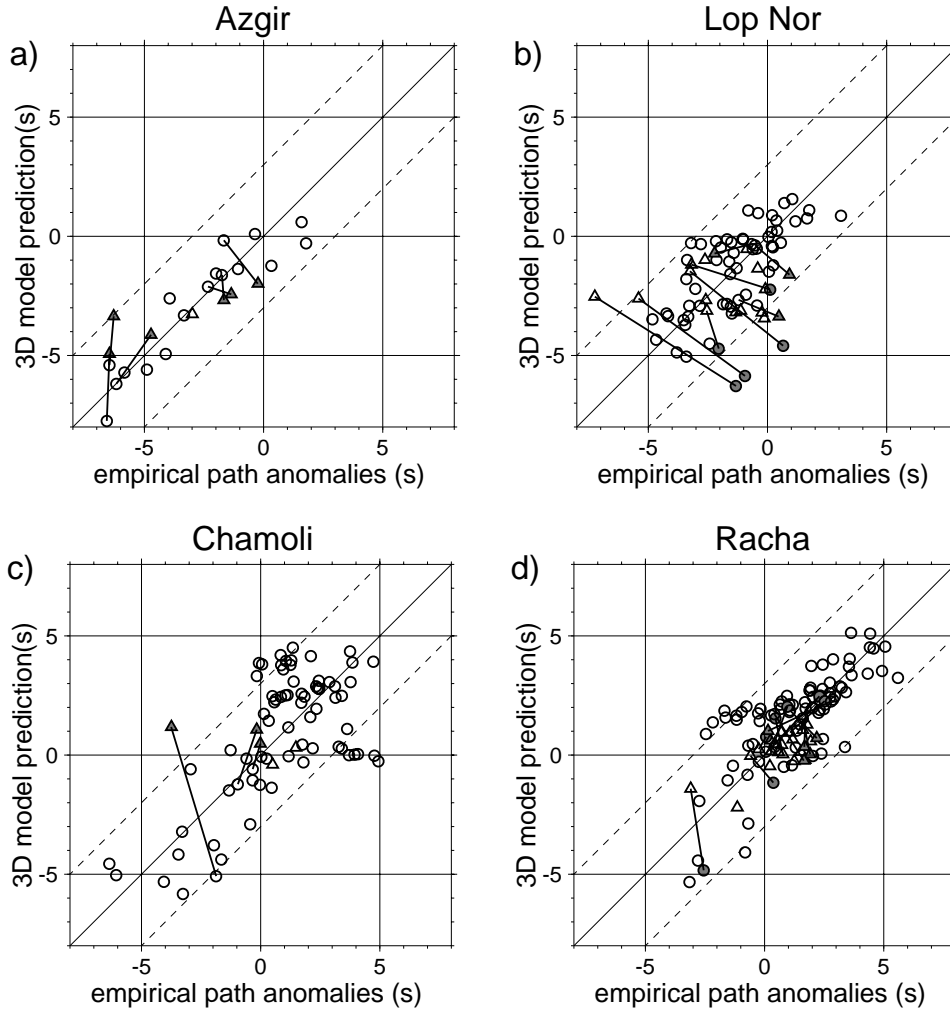 Azgir
Lop Nor
a)
b)
5
0
-5
3D model prediction(s)
-5 0 5
empirical path anomalies (s)
5
0
-5
3D model prediction(s)
-5 0 5
empirical path anomalies (s)
Chamoli
Racha
c)
d)
5
0
-5
3D model prediction(s)
-5 0 5
empirical path anomalies (s)
5
0
-5
3D model prediction(s)
-5 0 5
empirical path anomalies (s)